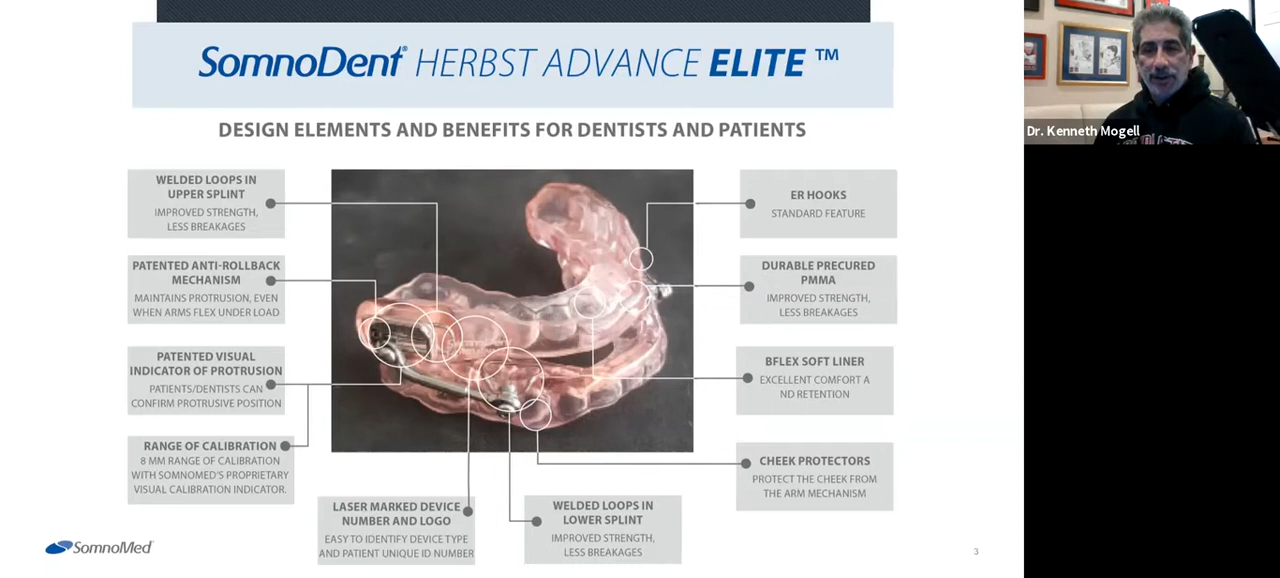 SomnoDent® HERBST ADVANCE ELITE ™
DESIGN ELEMENTS AND BENEFITS FOR DENTISTS AND PATIENTS
WELDED LOOPS IN
UPPER SPLINT
IMPROVED STRENGTH,
LESS BREAKAGES
PATENTED ANTI-ROLLBACK
MECHANISM
MAINTAINS PROTRUSION, EVEN
WHEN ARMS FLEX UNDER LOAD
PATENTED VISUAL
INDICATOR OF PROTRUSION
PATIENTS/DENTISTS CAN
CONFIRM PROTRUSIVE POSITION
RANGE OF CALIBRATION
8 MM RANGE OF CALIBRATION
WITH SOMNOMED'S PROPRIETARY
VISUAL CALIBRATION INDICATOR.
LASER MARKED DEVICE
NUMBER AND LOGO
EASY TO IDENTIFY DEVICE TYPE
AND PATIENT UNIQUE ID NUMBER
WELDED LOOPS IN
LOWER SPLINT
IMPROVED STRENGTH,
LESS BREAKAGES
ER HOOKS
STANDARD FEATURE
DURABLE PRECURED
PMMA
IMPROVED STRENGTH,
LESS BREAKAGES
BFLEX SOFT LINER
EXCELLENT COMFORT A
ND RETENTION
CHEEK PROTECTORS
PROTECT THE CHEEK FROM
THE ARM MECHANISM
SomnoMed
3
Dr. Kenneth Mogell